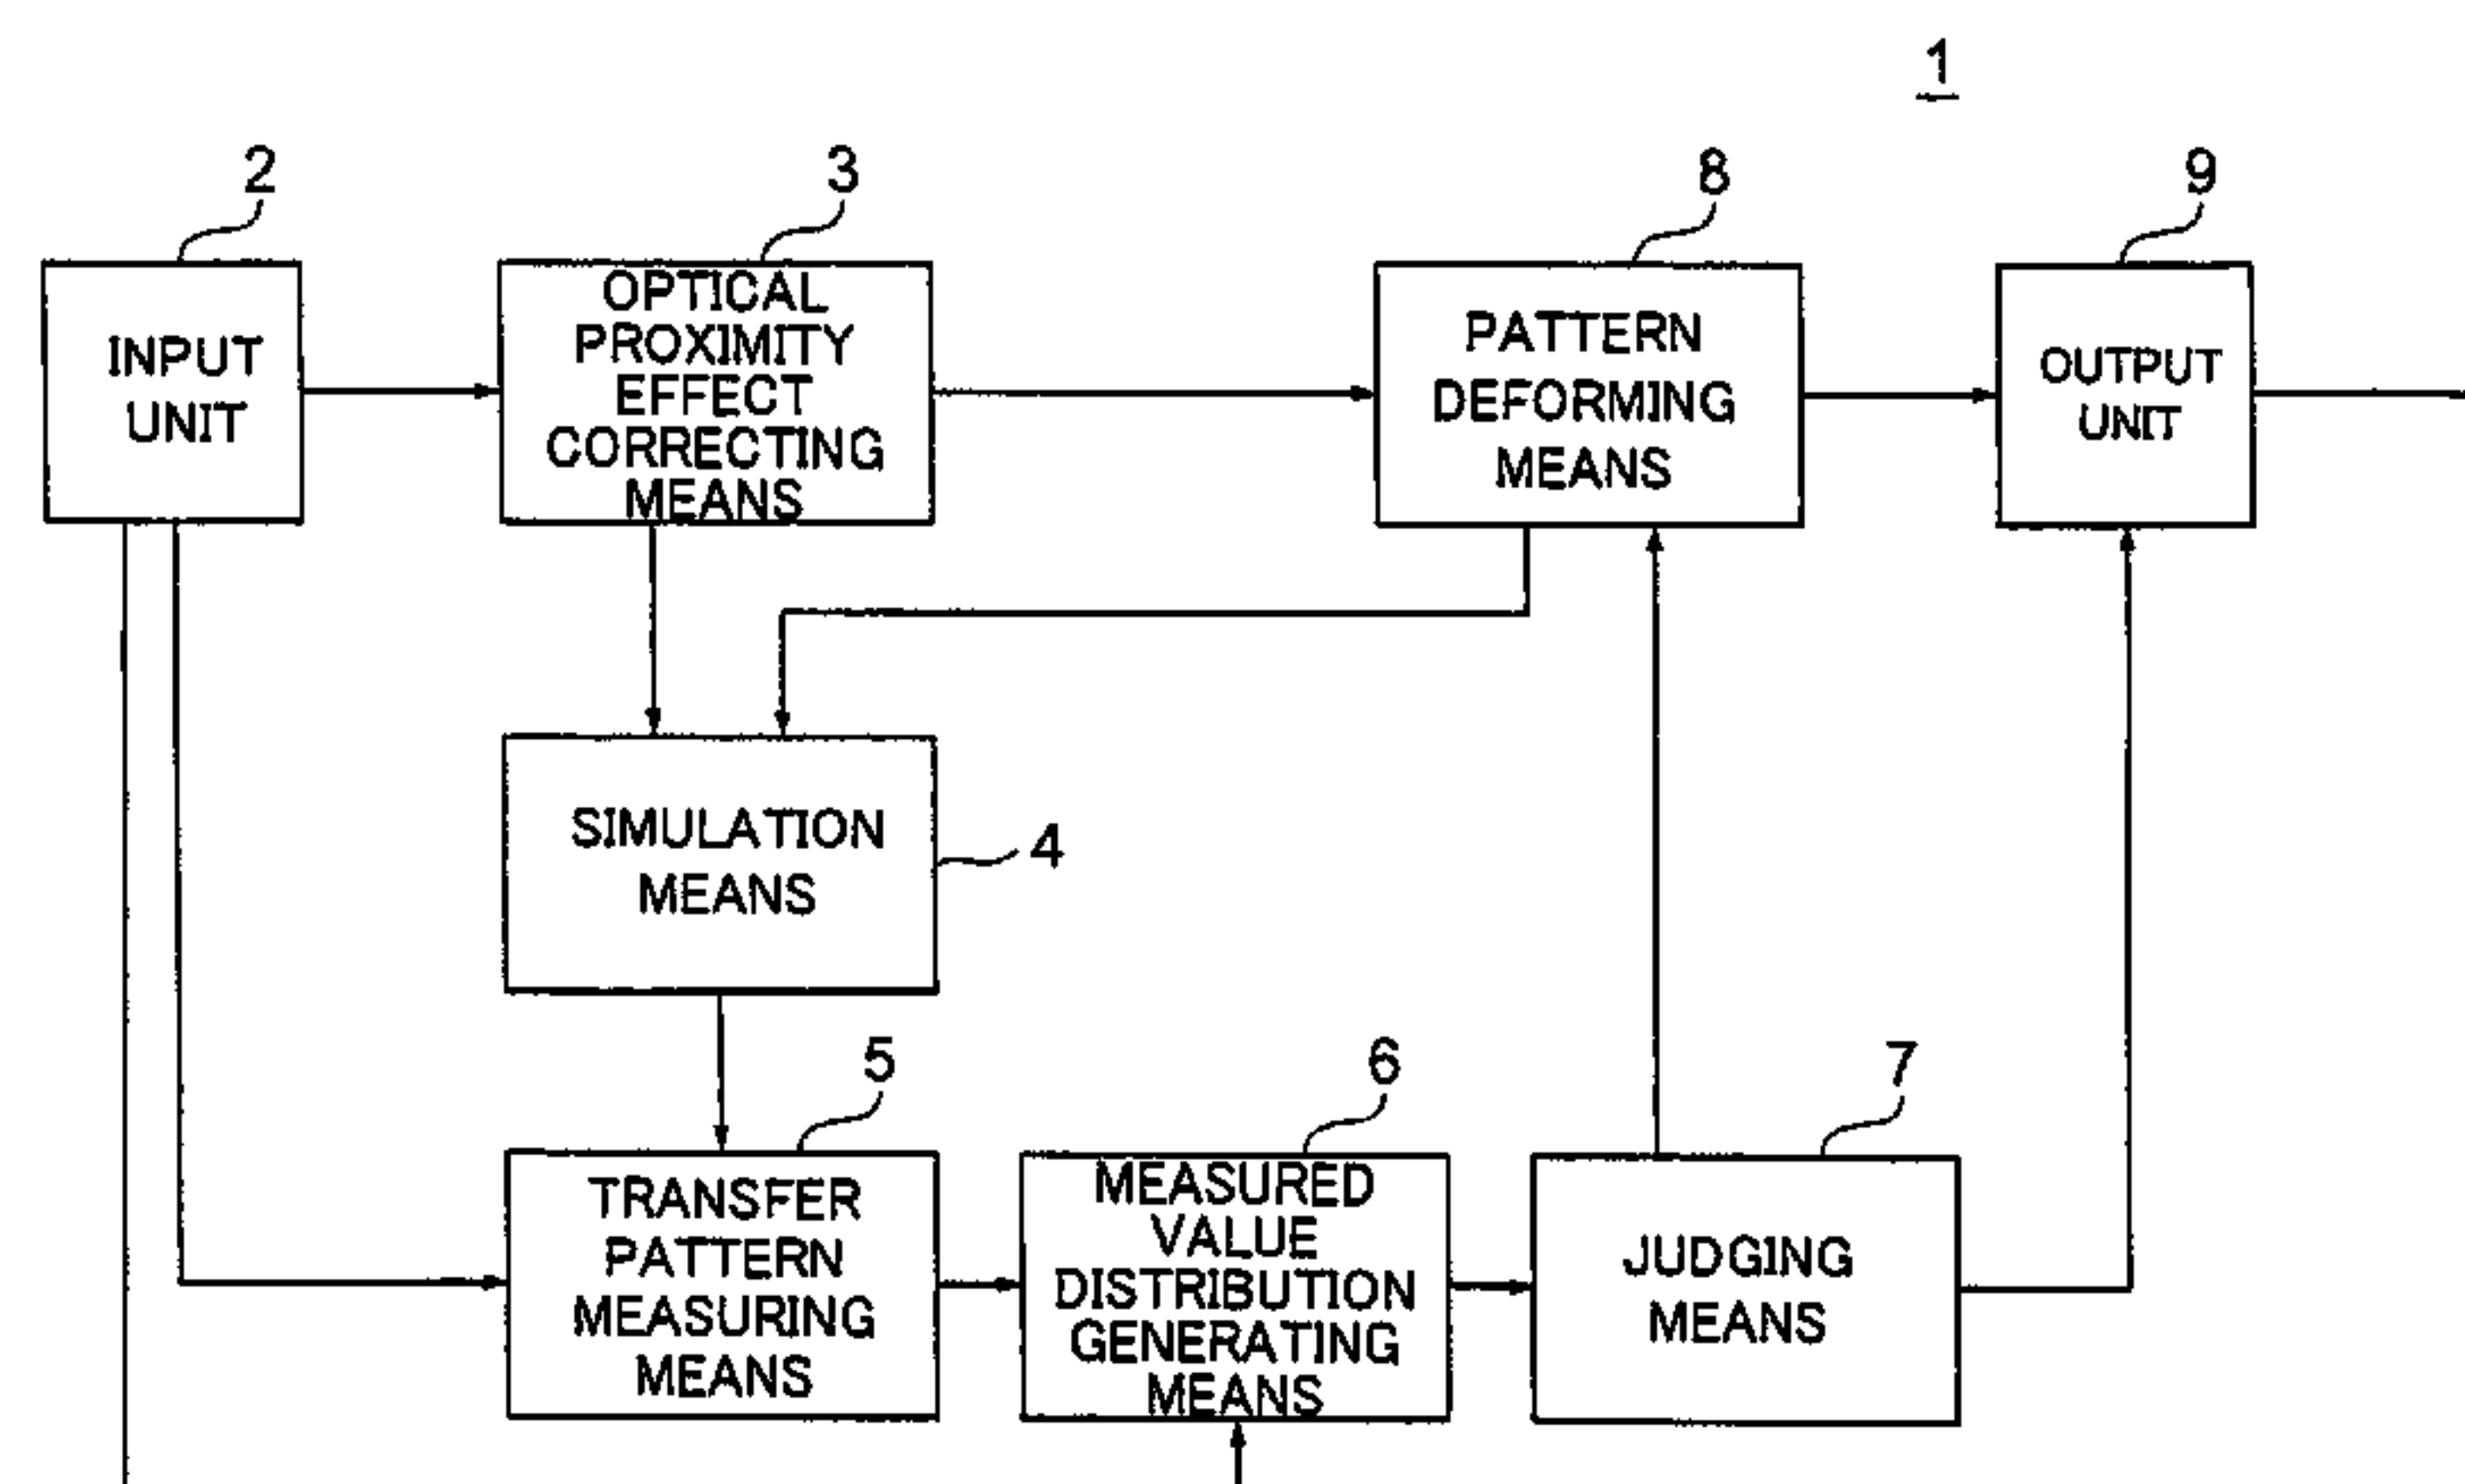 1
2
3
8
9
INPUT
UNIT
OPTICAL
PROXIMITY
EFFECT
CORRECTING
MEANS
PATTERN
DEFORMING
MEANS
OUTPUT
UNIT
SIMULATION
MEANS
4
5
6
7
TRANSFER
PATTERN
MEASURING
MEANS
MEASURED
VALUE
DISTRIBUTION
GENERATING
MEANS
JUDGING
MEANS